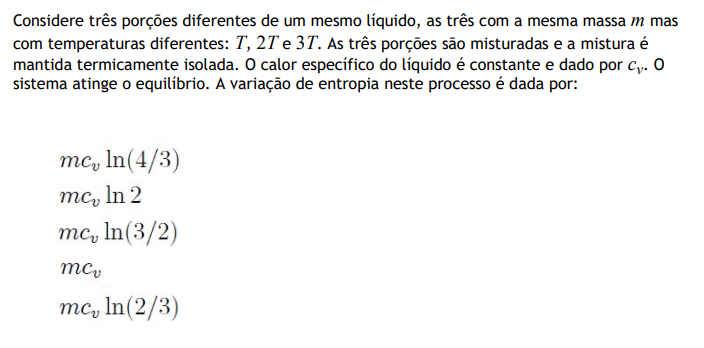 Considere três porções diferentes de um mesmo líquido, as três com a mesma massa m mas
com temperaturas diferentes: T, 2T e 3T. As três porções são misturadas e a mistura é
mantida termicamente isolada. O calor específico do líquido é constante e dado por c_v. O
sistema atinge o equilíbrio. A variação de entropia neste processo é dada por:
mc_v ln(4/3)
mc_v ln 2
mc_v ln(3/2)
mc_v
mc_v ln(2/3)